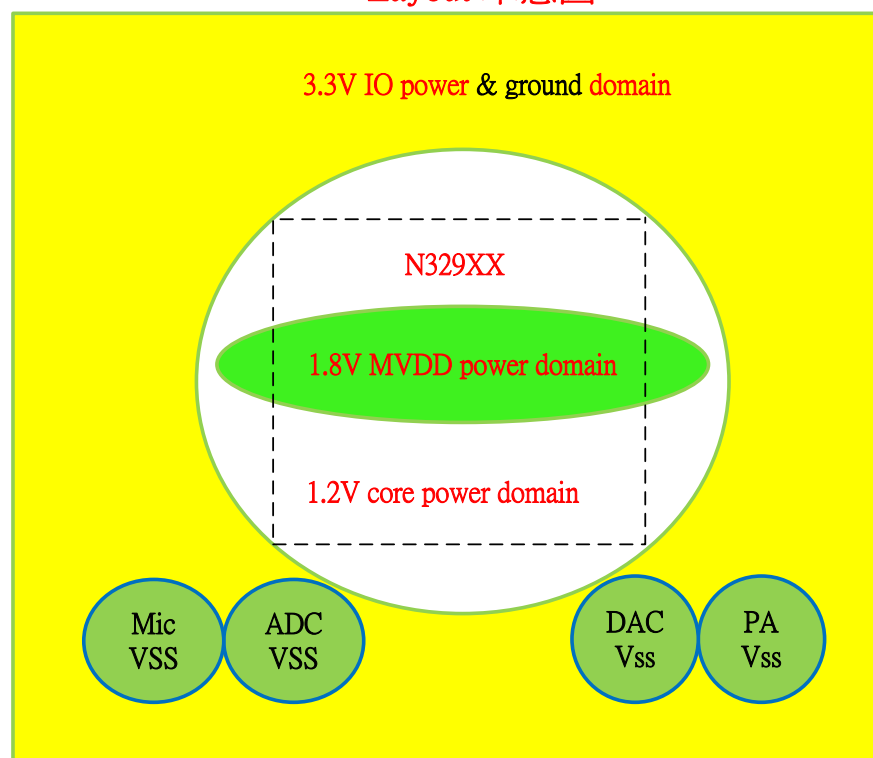 Layout
3.3V IO power & ground domain
N329XX
1.8V MVDD power domain
1.2V core power domain
Mic
VSS
ADC
VSS
DAC
Vss
PA
Vss